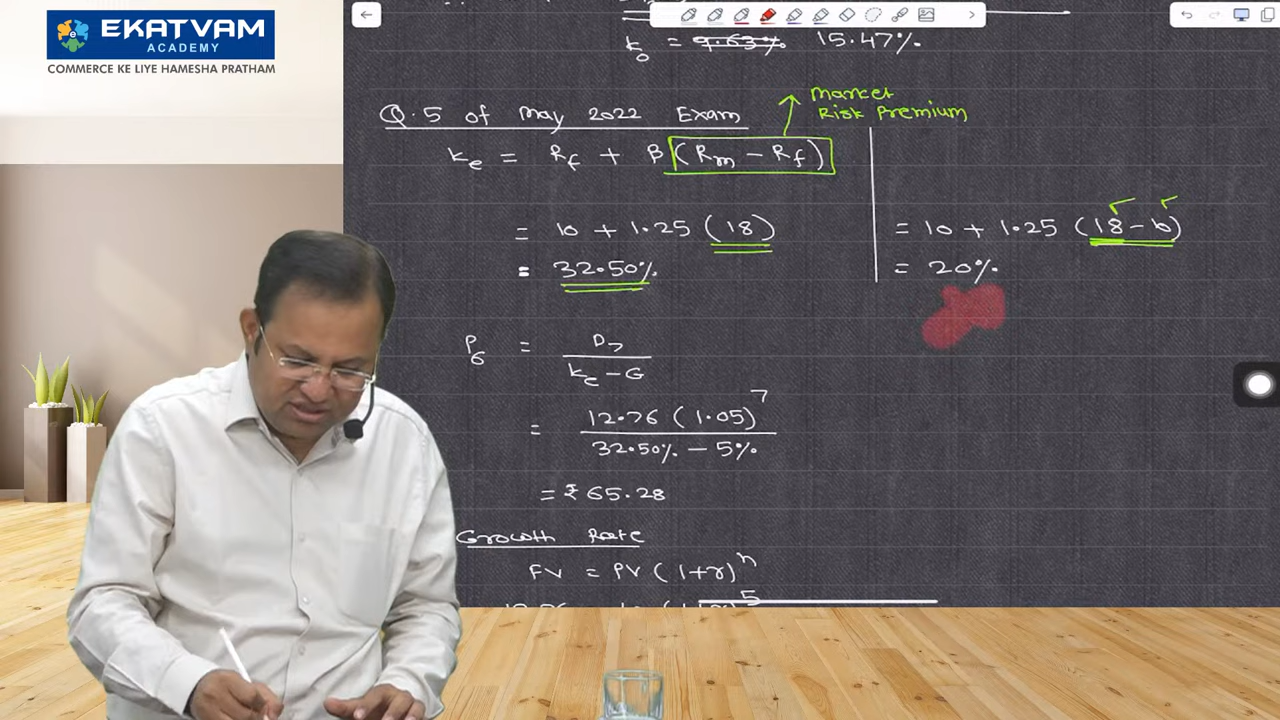 EKATVAM
ACADEMY
COMMERCE KE LIYE HAMESHA PRATHAM
k₀ = 9.63% 15.47%
Q.5 of May 2022 Exam
Market
Risk Premium
kₑ = Rf + β (Rm − Rf)
= 10 + 1.25 (18)
= 32.50%
= 10 + 1.25 (18 − 10)
= 20%
P₆ = D₇ / kₑ − G
= 12.76 (1.05)⁷ / 32.50% − 5%
= ₹ 65.28
Growth Rate
FV = PV (1+r)ⁿ